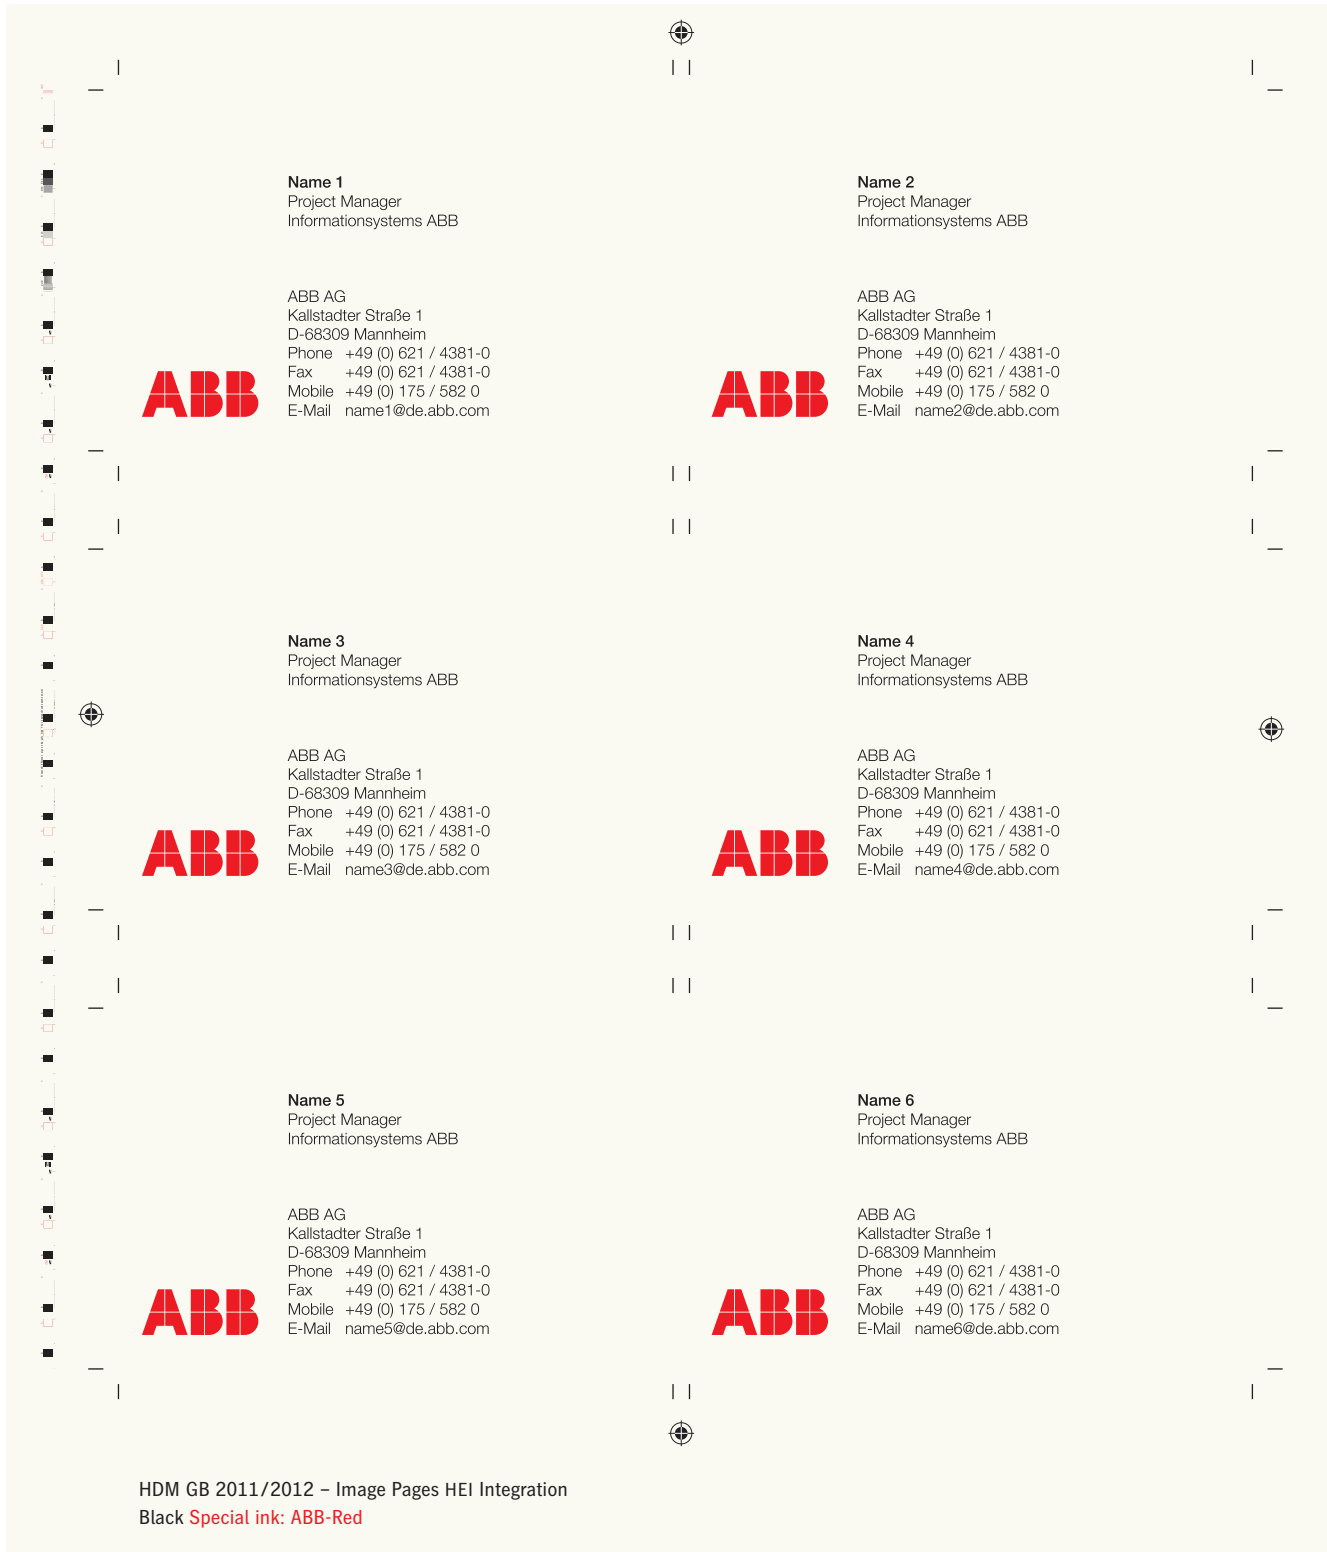 Name 1
Project Manager
Informationsystems ABB
ABB AG
Kallstadter Straße 1
D-68309 Mannheim
Phone +49 (0) 621 / 4381-0
Fax +49 (0) 621 / 4381-0
Mobile +49 (0) 175 / 582 0
E-Mail name1@de.abb.com
ABB
Name 2
Project Manager
Informationsystems ABB
ABB AG
Kallstadter Straße 1
D-68309 Mannheim
Phone +49 (0) 621 / 4381-0
Fax +49 (0) 621 / 4381-0
Mobile +49 (0) 175 / 582 0
E-Mail name2@de.abb.com
ABB
Name 3
Project Manager
Informationsystems ABB
ABB AG
Kallstadter Straße 1
D-68309 Mannheim
Phone +49 (0) 621 / 4381-0
Fax +49 (0) 621 / 4381-0
Mobile +49 (0) 175 / 582 0
E-Mail name3@de.abb.com
ABB
Name 4
Project Manager
Informationsystems ABB
ABB AG
Kallstadter Straße 1
D-68309 Mannheim
Phone +49 (0) 621 / 4381-0
Fax +49 (0) 621 / 4381-0
Mobile +49 (0) 175 / 582 0
E-Mail name4@de.abb.com
ABB
Name 5
Project Manager
Informationsystems ABB
ABB AG
Kallstadter Straße 1
D-68309 Mannheim
Phone +49 (0) 621 / 4381-0
Fax +49 (0) 621 / 4381-0
Mobile +49 (0) 175 / 582 0
E-Mail name5@de.abb.com
ABB
Name 6
Project Manager
Informationsystems ABB
ABB AG
Kallstadter Straße 1
D-68309 Mannheim
Phone +49 (0) 621 / 4381-0
Fax +49 (0) 621 / 4381-0
Mobile +49 (0) 175 / 582 0
E-Mail name6@de.abb.com
ABB
HDM GB 2011/2012 – Image Pages HEI Integration
Black Special ink: ABB-Red